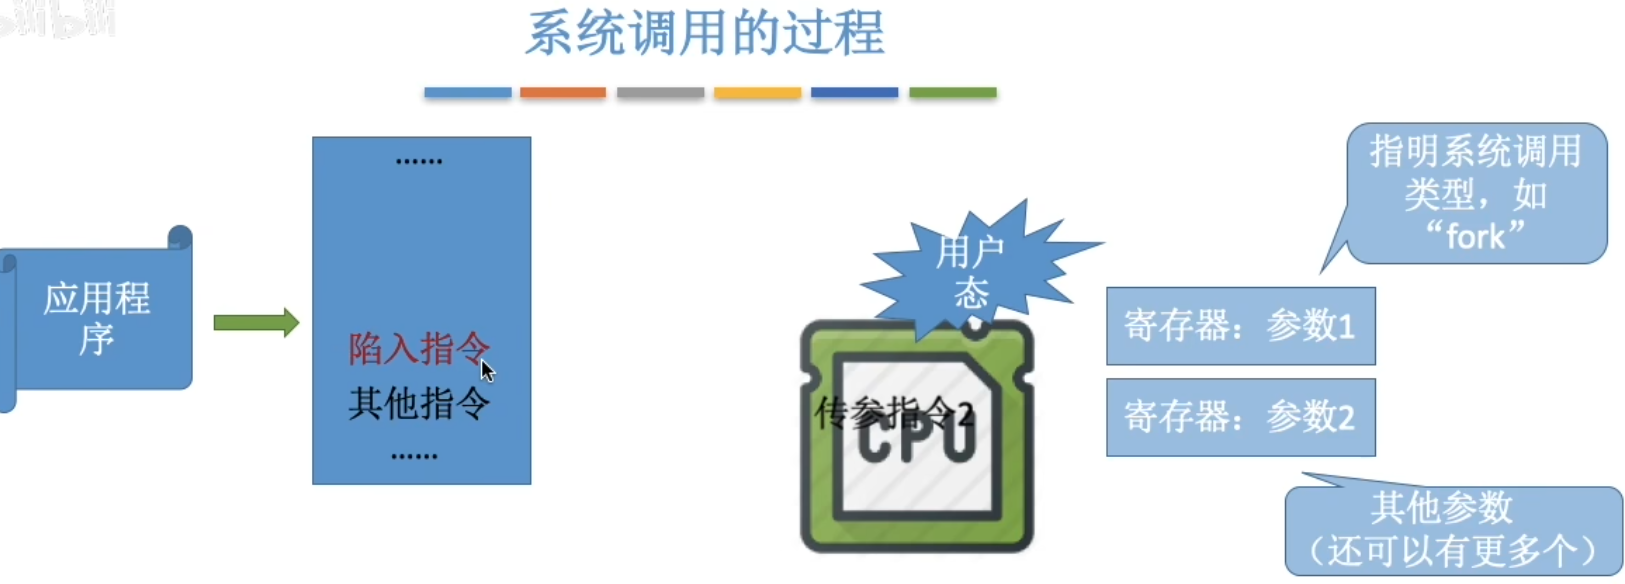 系统调用的过程
······
应用程
序
陷入指令
其他指令
······
用户
态
传参指令2
CPU
指明系统调用
类型，如
“fork”
寄存器：参数1
寄存器：参数2
其他参数
（还可以有更多个）